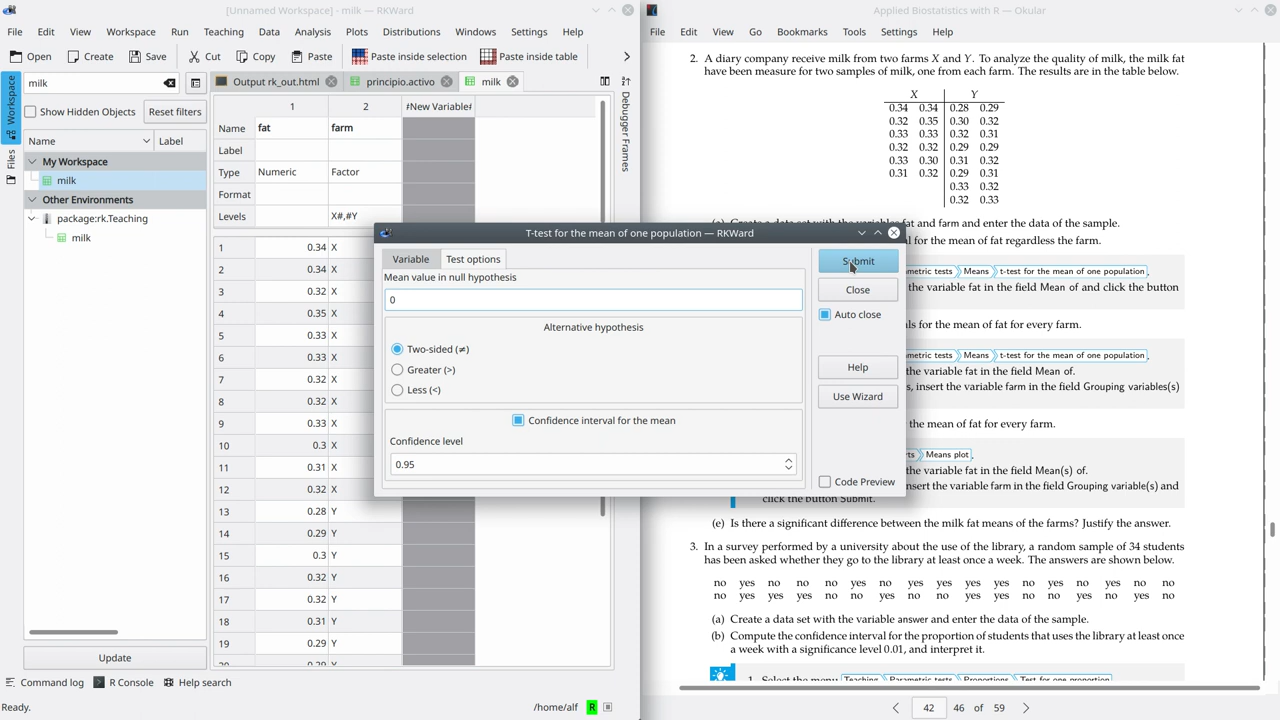 [Unnamed Workspace] - milk — RKWard
File Edit View Workspace Run Teaching Data Analysis Plots Distributions Windows Settings Help
Open Create Save Cut Copy Paste Paste inside selection Paste inside table
Workspace
Files
milk
Show Hidden Objects Reset filters
Name Label
My Workspace
milk
Other Environments
package:rk.Teaching
milk
Update
Output rk_out.html principio.activo milk
1 2 #New Variable#
Name fat farm
Label
Type Numeric Factor
Format
Levels X#,#Y
1 0.34 X
2 0.34 X
3 0.32 X
4 0.35 X
5 0.33 X
6 0.33 X
7 0.32 X
8 0.32 X
9 0.33 X
10 0.3 X
11 0.31 X
12 0.32 X
13 0.28 Y
14 0.29 Y
15 0.3 Y
16 0.32 Y
17 0.32 Y
18 0.31 Y
19 0.29 Y
20 0.29 Y
Debugger Frames
Command log R Console Help search
Ready. /home/alf R
T-test for the mean of one population — RKWard
Variable Test options
Mean value in null hypothesis
0
Alternative hypothesis
Two-sided (≠)
Greater (>)
Less (<)
Confidence interval for the mean
Confidence level
0.95
Submit
Close
Auto close
Help
Use Wizard
Code Preview
Applied Biostatistics with R — Okular
File Edit View Go Bookmarks Tools Settings Help
2. A diary company receive milk from two farms X and Y. To analyze the quality of milk, the milk fat
have been measure for two samples of milk, one from each farm. The results are in the table below.
X Y
0.34 0.34 0.28 0.29
0.32 0.35 0.30 0.32
0.33 0.33 0.32 0.31
0.32 0.32 0.29 0.29
0.33 0.30 0.31 0.32
0.31 0.32 0.29 0.31
0.33 0.32
0.32 0.33
(a) Create a data set with the variables fat and farm and enter the data of the sample.
al for the mean of fat regardless the farm.
metric tests Means t-test for the mean of one population
the variable fat in the field Mean of and click the button
als for the mean of fat for every farm.
metric tests Means t-test for the mean of one population
the variable fat in the field Mean of.
s, insert the variable farm in the field Grouping variables(s)
the mean of fat for every farm.
rts Means plot
the variable fat in the field Mean(s) of.
insert the variable farm in the field Grouping variable(s) and
click the button Submit.
(e) Is there a significant difference between the milk fat means of the farms? Justify the answer.
3. In a survey performed by a university about the use of the library, a random sample of 34 students
has been asked whether they go to the library at least once a week. The answers are shown below.
no yes no no no yes no yes yes yes yes no yes no yes no no
no yes no no yes no no yes yes no no yes no yes yes yes no
(a) Create a data set with the variable answer and enter the data of the sample.
(b) Compute the confidence interval for the proportion of students that uses the library at least once
a week with a significance level 0.01, and interpret it.
1. Select the menu Teaching Parametric tests Proportions Test for one proportion
42 46 of 59